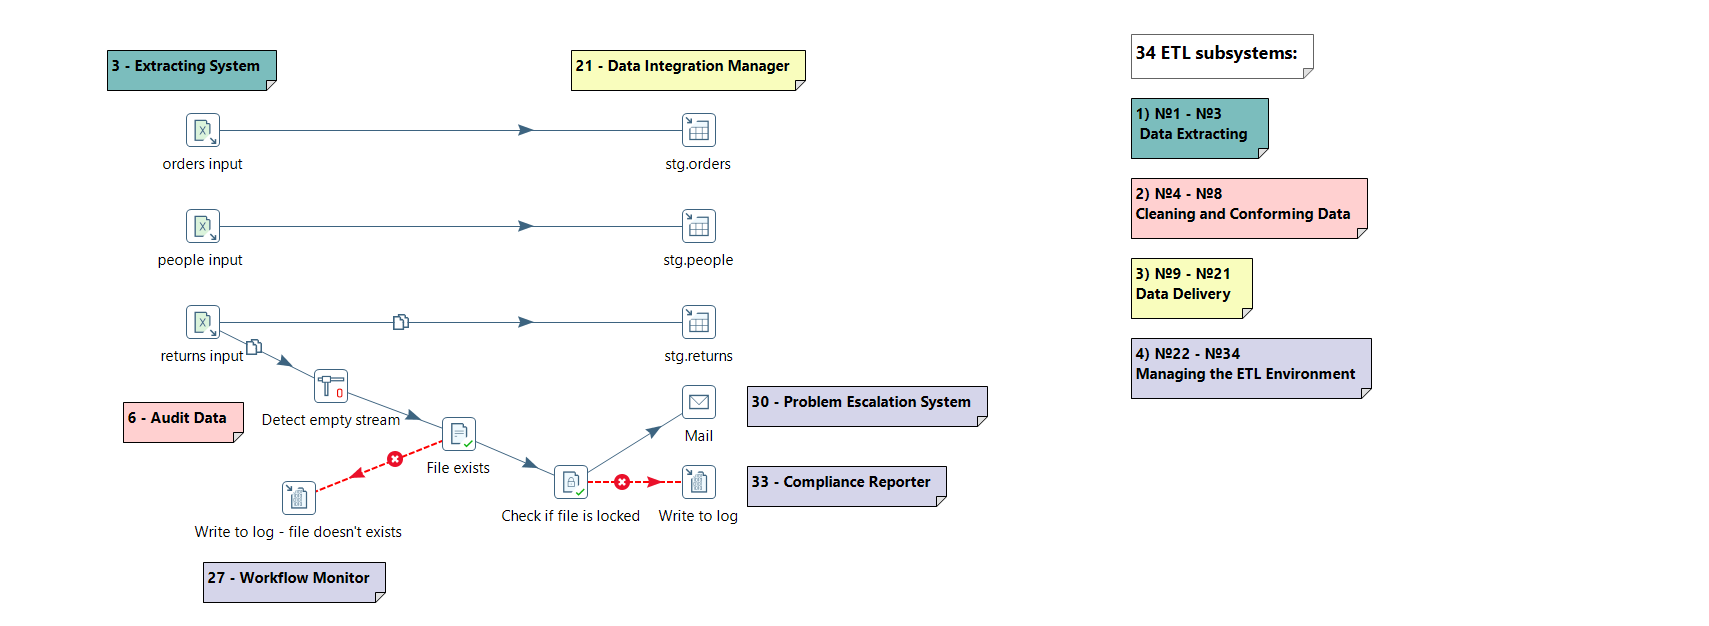 3 - Extracting System
21 - Data Integration Manager
34 ETL subsystems:
orders input
stg.orders
1) №1 - №3
Data Extracting
people input
stg.people
2) №4 - №8
Cleaning and Conforming Data
returns input
stg.returns
3) №9 - №21
Data Delivery
6 - Audit Data
Detect empty stream
0
File exists
Mail
30 - Problem Escalation System
4) №22 - №34
Managing the ETL Environment
Write to log - file doesn't exists
Check if file is locked
Write to log
33 - Compliance Reporter
27 - Workflow Monitor